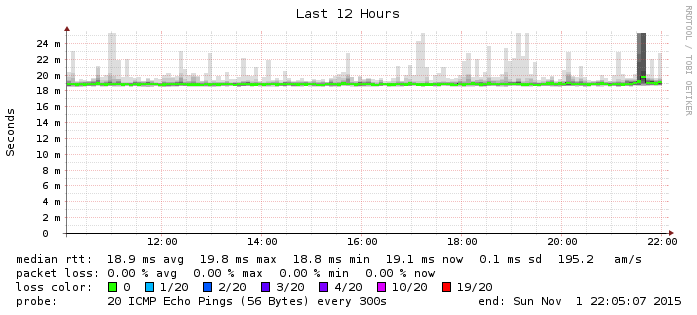 Last 12 Hours
RRDTOOL / TOBI OETIKER
Seconds
24 m
22 m
20 m
18 m
16 m
14 m
12 m
10 m
8 m
6 m
4 m
2 m
0
12:00 14:00 16:00 18:00 20:00 22:00
median rtt: 18.9 ms avg 19.8 ms max 18.8 ms min 19.1 ms now 0.1 ms sd 195.2 am/s
packet loss: 0.00 % avg 0.00 % max 0.00 % min 0.00 % now
loss color: 0 1/20 2/20 3/20 4/20 10/20 19/20
probe: 20 ICMP Echo Pings (56 Bytes) every 300s end: Sun Nov 1 22:05:07 2015